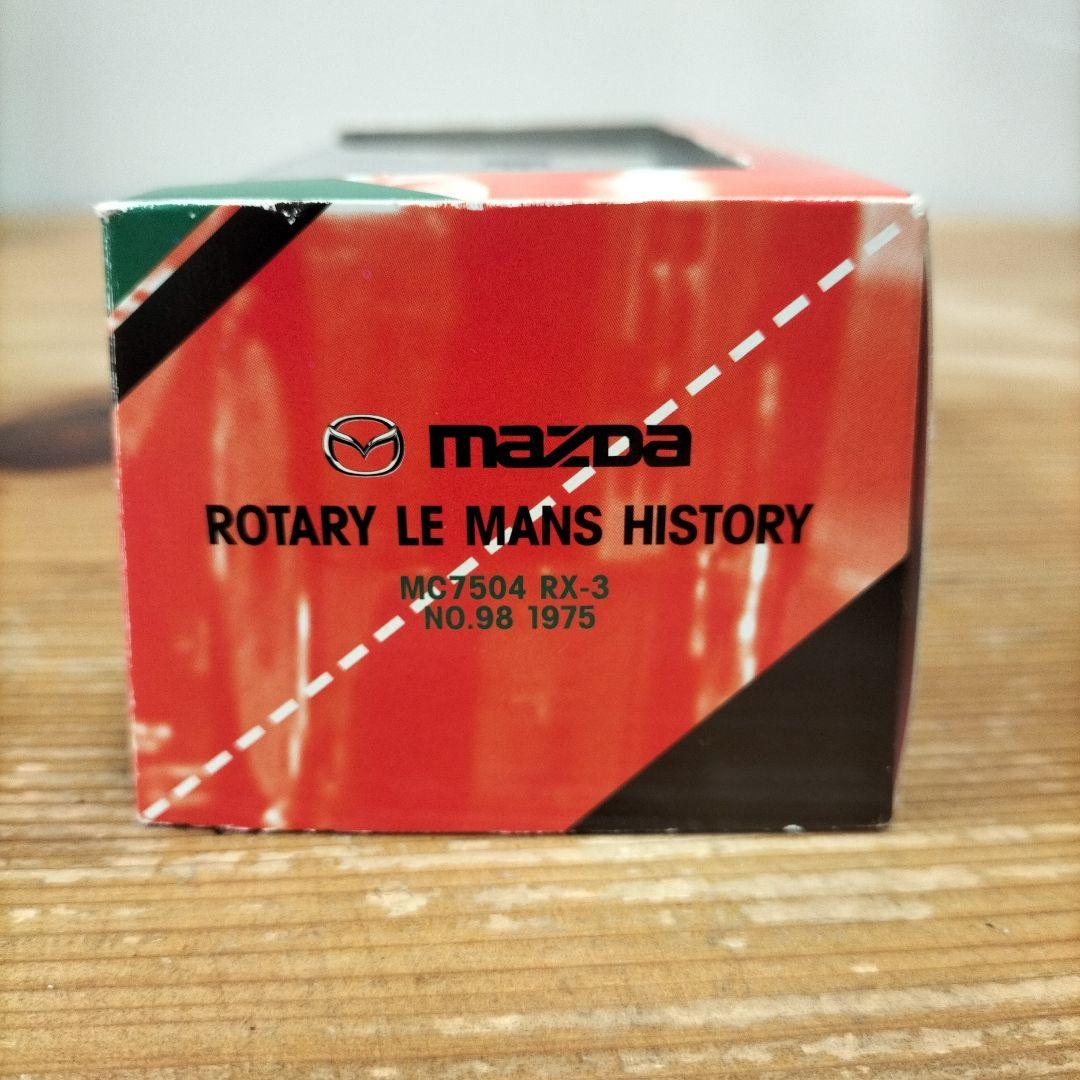 mazda
ROTARY LE MANS HISTORY
MC7504 RX-3
NO.98 1975